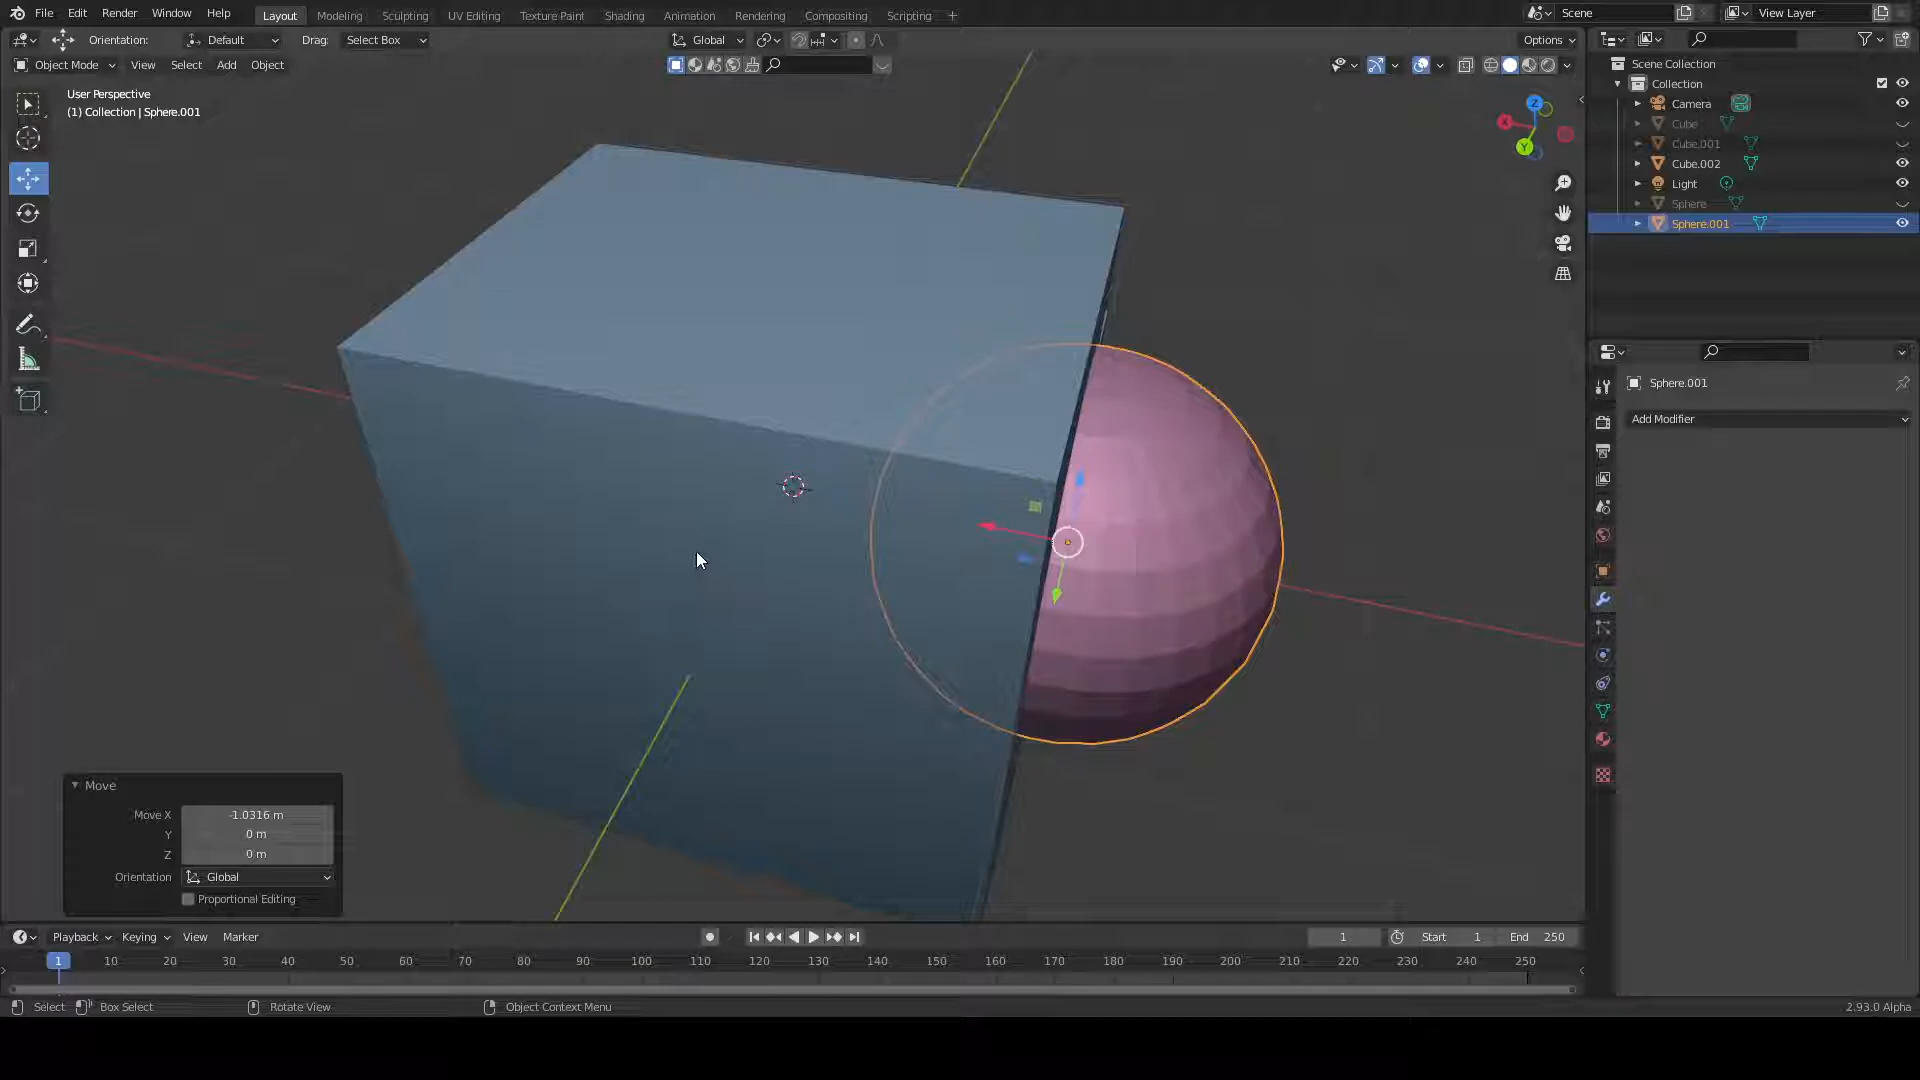 File Edit Render Window Help Layout Modeling Sculpting UV Editing Texture Paint Shading Animation Rendering Compositing Scripting + Scene View Layer
Orientation: Default Drag: Select Box Global Options
Object Mode View Select Add Object
User Perspective
(1) Collection | Sphere.001
Z
X
Y
Scene Collection
Collection
Camera
Cube
Cube.001
Cube.002
Light
Sphere
Sphere.001
Sphere.001
Add Modifier
Move
Move X -1.0316 m
Y 0 m
Z 0 m
Orientation Global
Proportional Editing
Playback Keying View Marker 1 Start 1 End 250
1 10 20 30 40 50 60 70 80 90 100 110 120 130 140 150 160 170 180 190 200 210 220 230 240 250
Select Box Select Rotate View Object Context Menu 2.93.0 Alpha